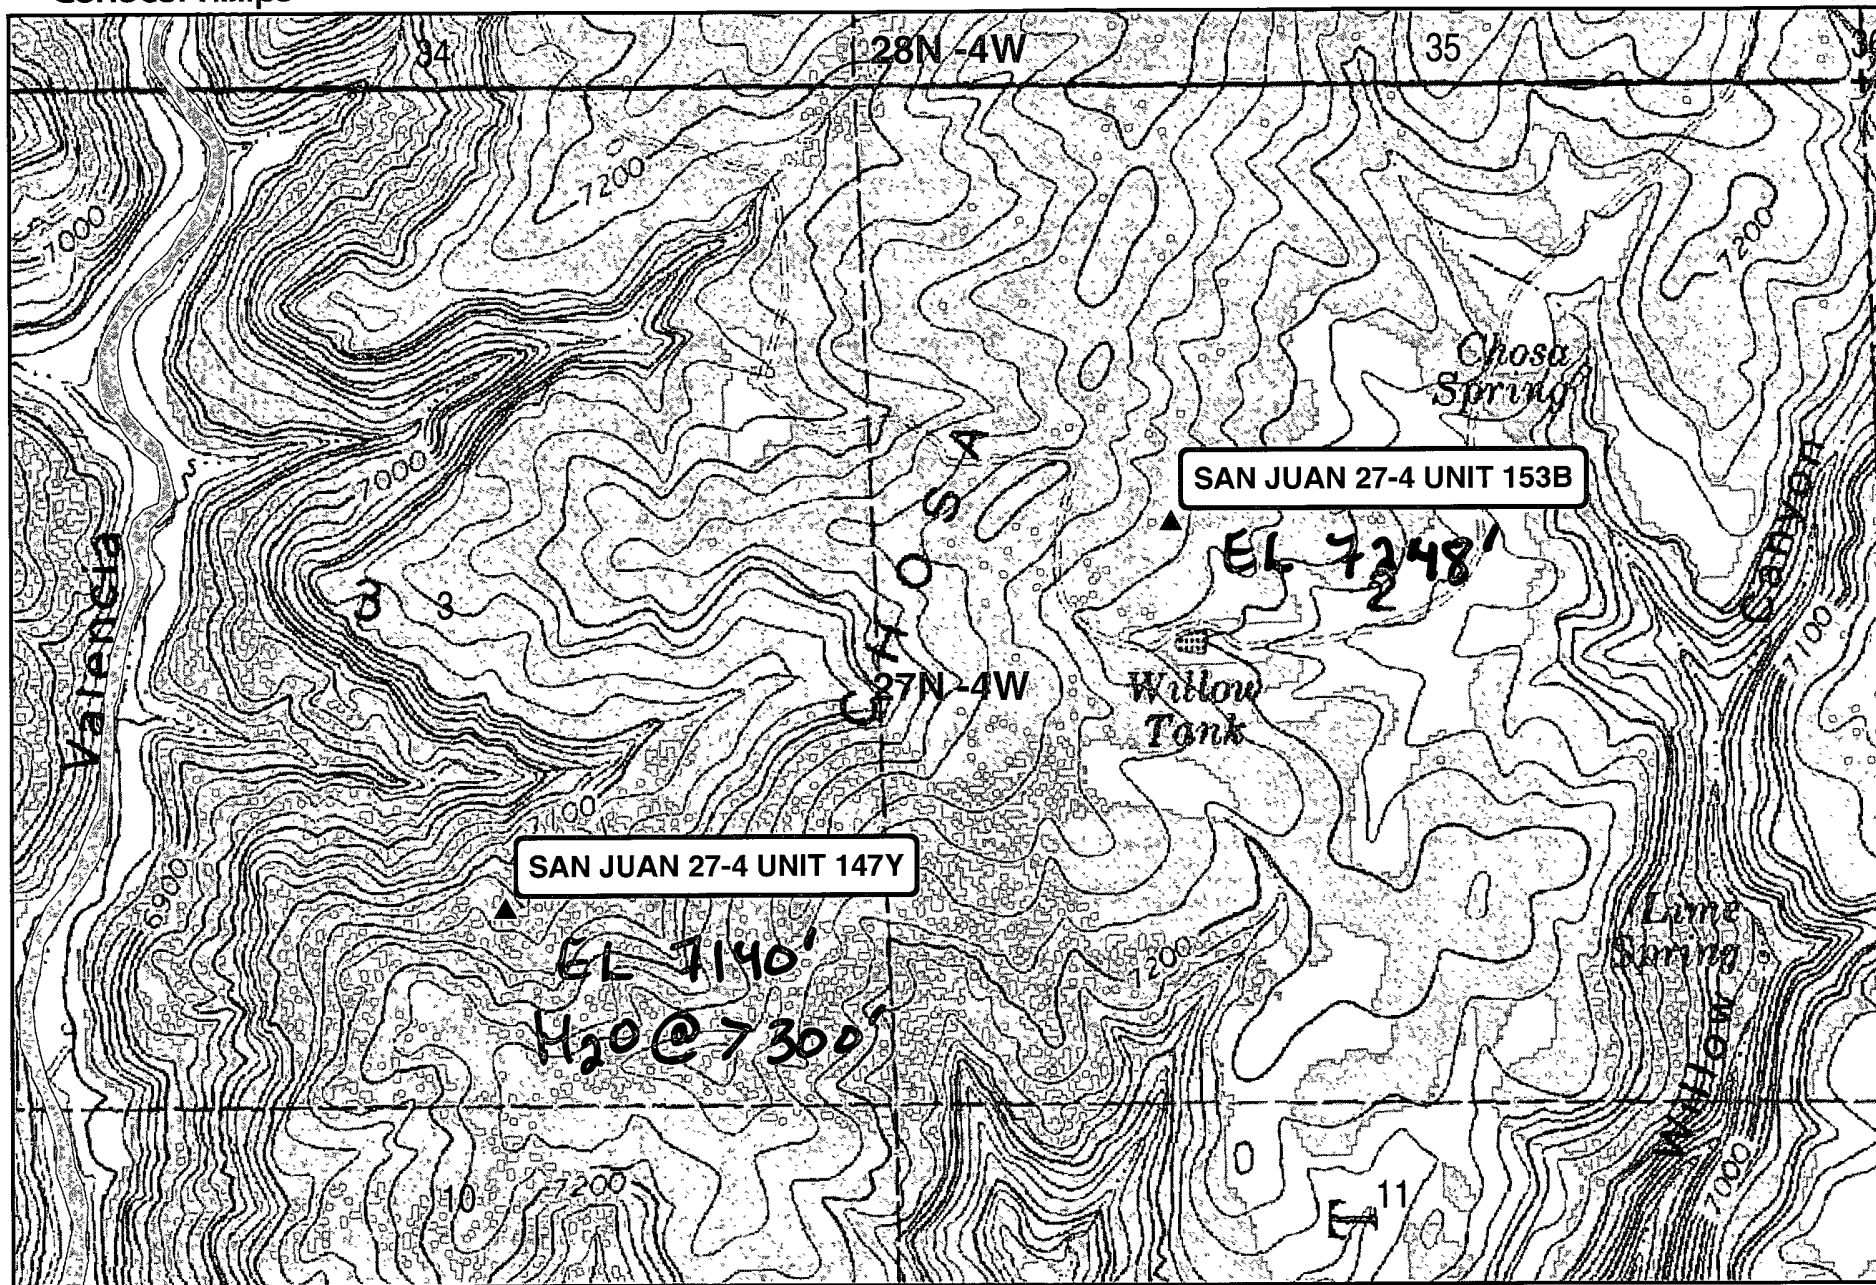 34
28N -4W
35
7200
7000
7200
Chosa
Spring
7000
SAN JUAN 27-4 UNIT 153B
EL 7248'
2
3
3
CHOSA
Valencia
Canyon
7100
27N -4W
Willow
Tank
7100
SAN JUAN 27-4 UNIT 147Y
6900
EL 7140'
H₂O @ >300'
7200
Lime
Spring
Willow
7000
10
7200
11